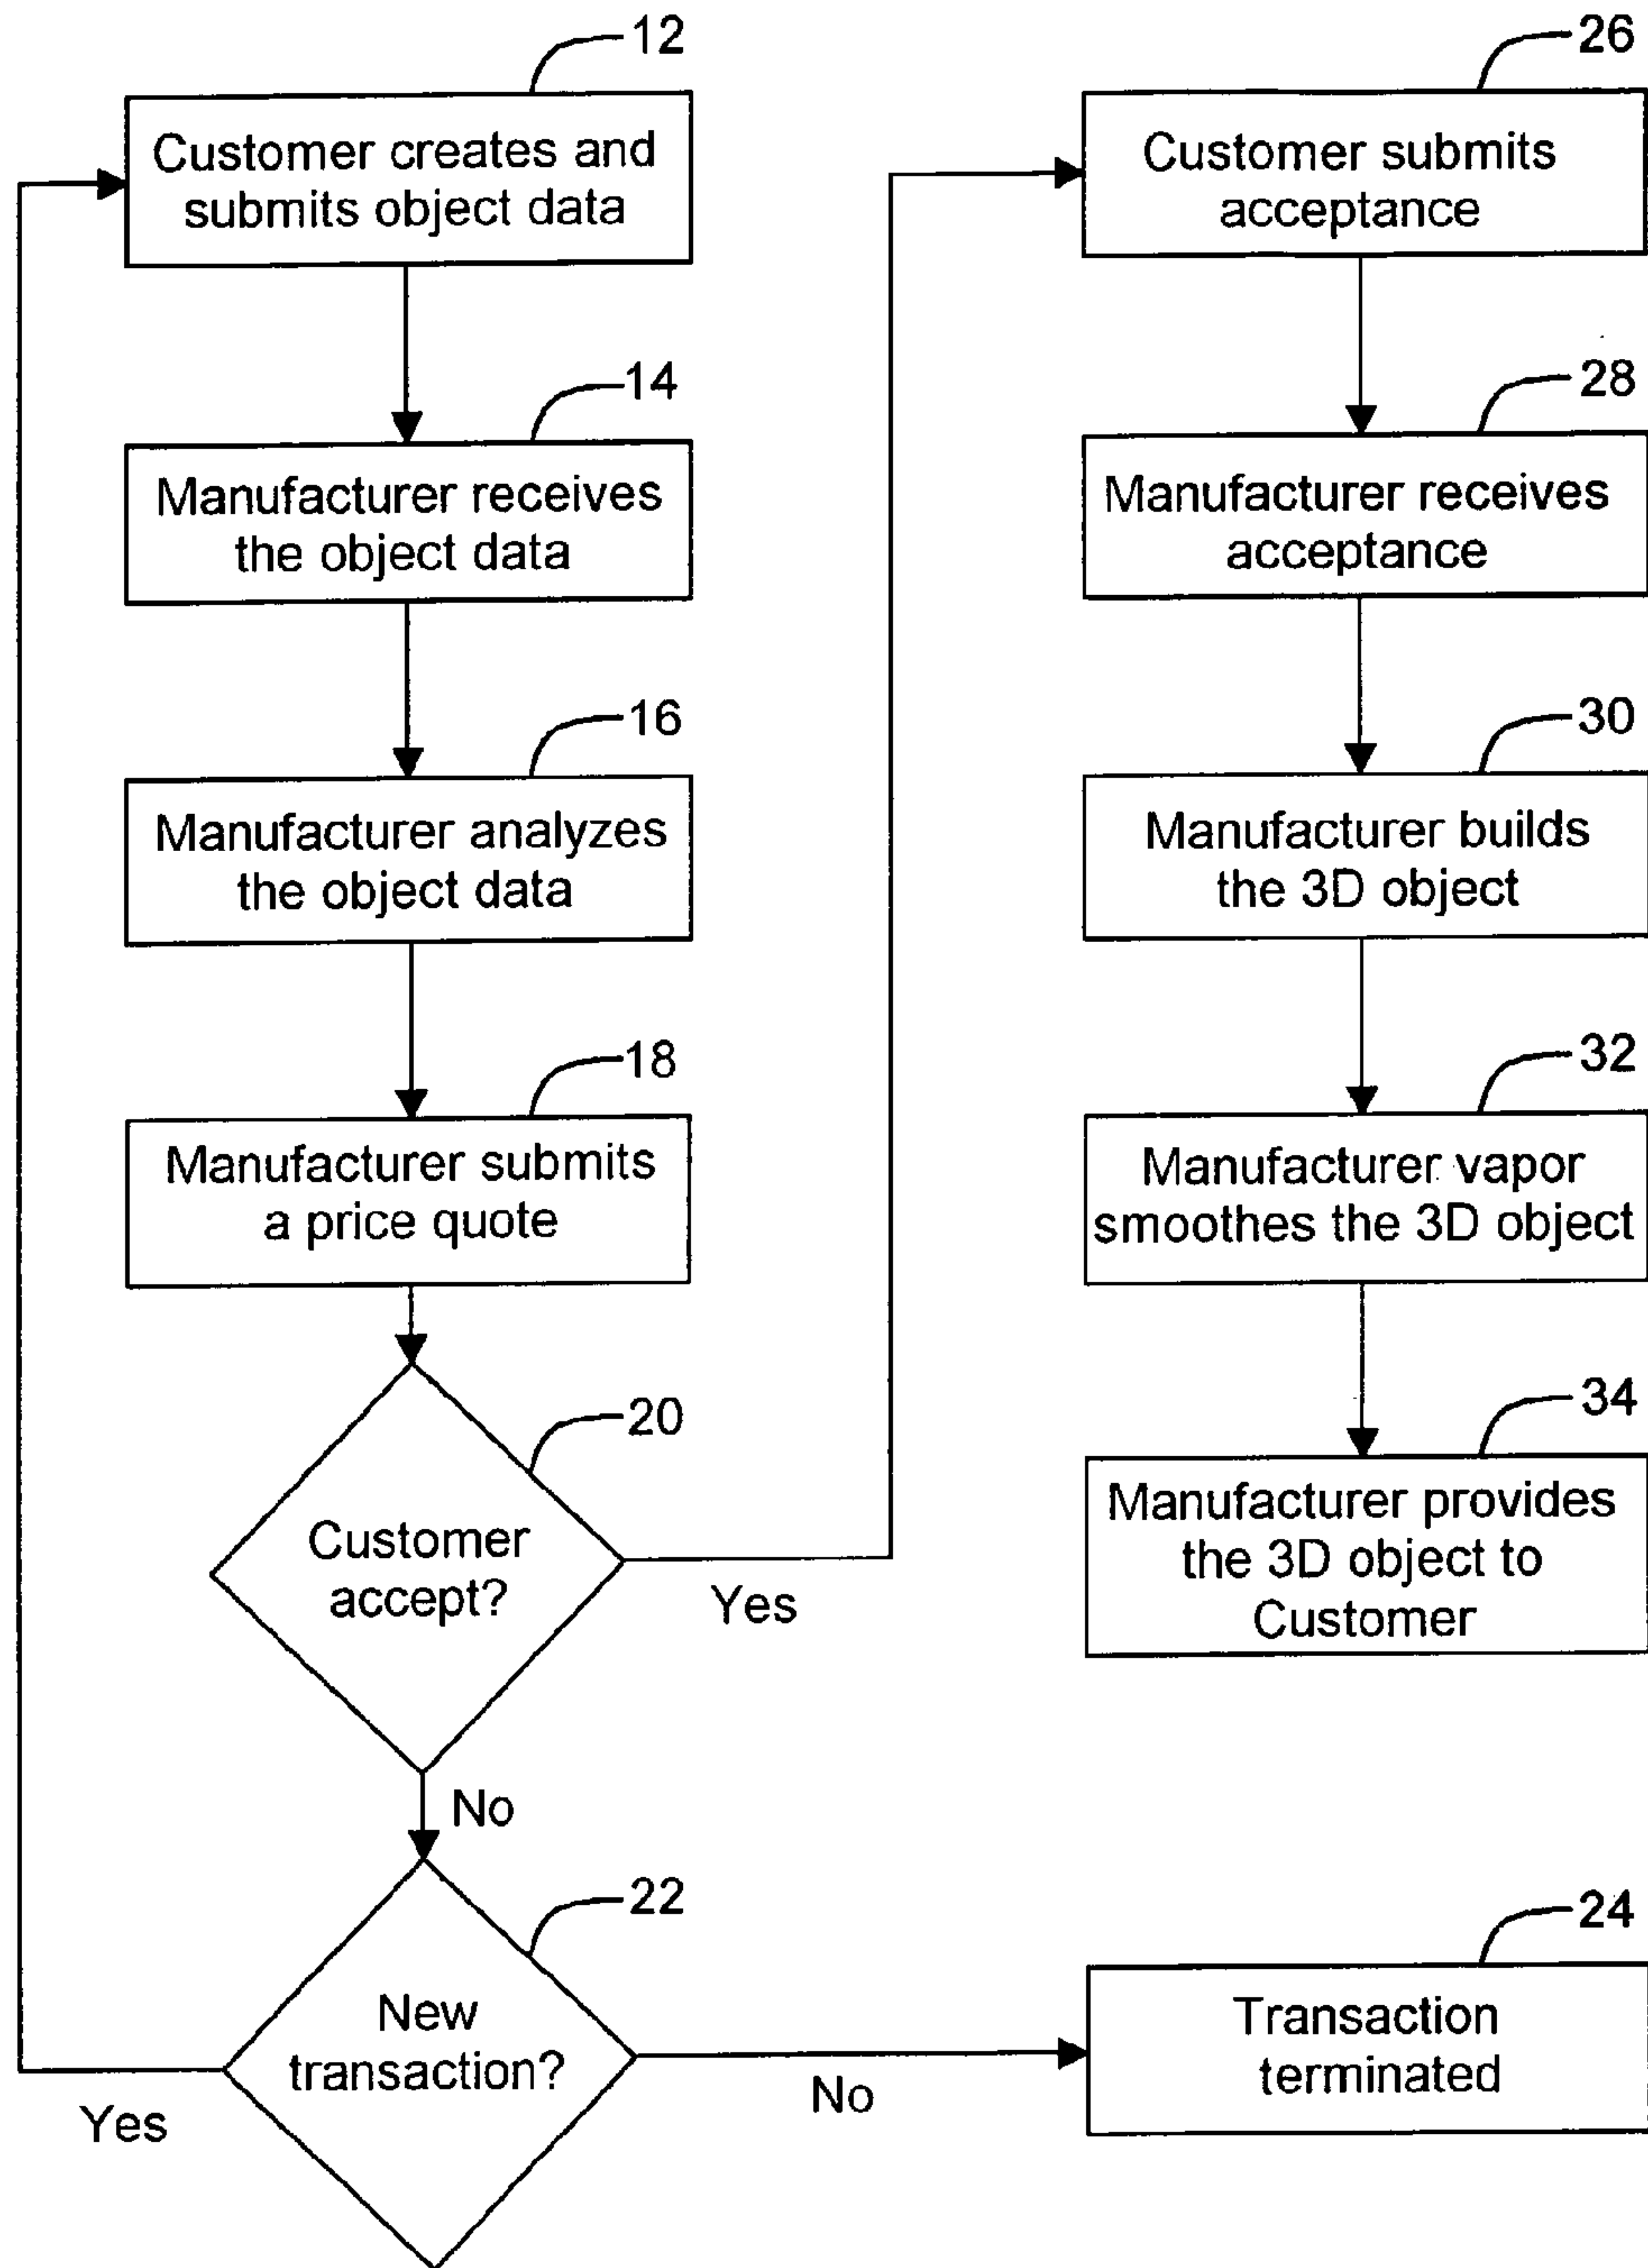 12
Customer creates and
submits object data
14
Manufacturer receives
the object data
16
Manufacturer analyzes
the object data
18
Manufacturer submits
a price quote
20
Customer
accept?
Yes
No
22
New
transaction?
Yes
No
26
Customer submits
acceptance
28
Manufacturer receives
acceptance
30
Manufacturer builds
the 3D object
32
Manufacturer vapor
smoothes the 3D object
34
Manufacturer provides
the 3D object to
Customer
24
Transaction
terminated